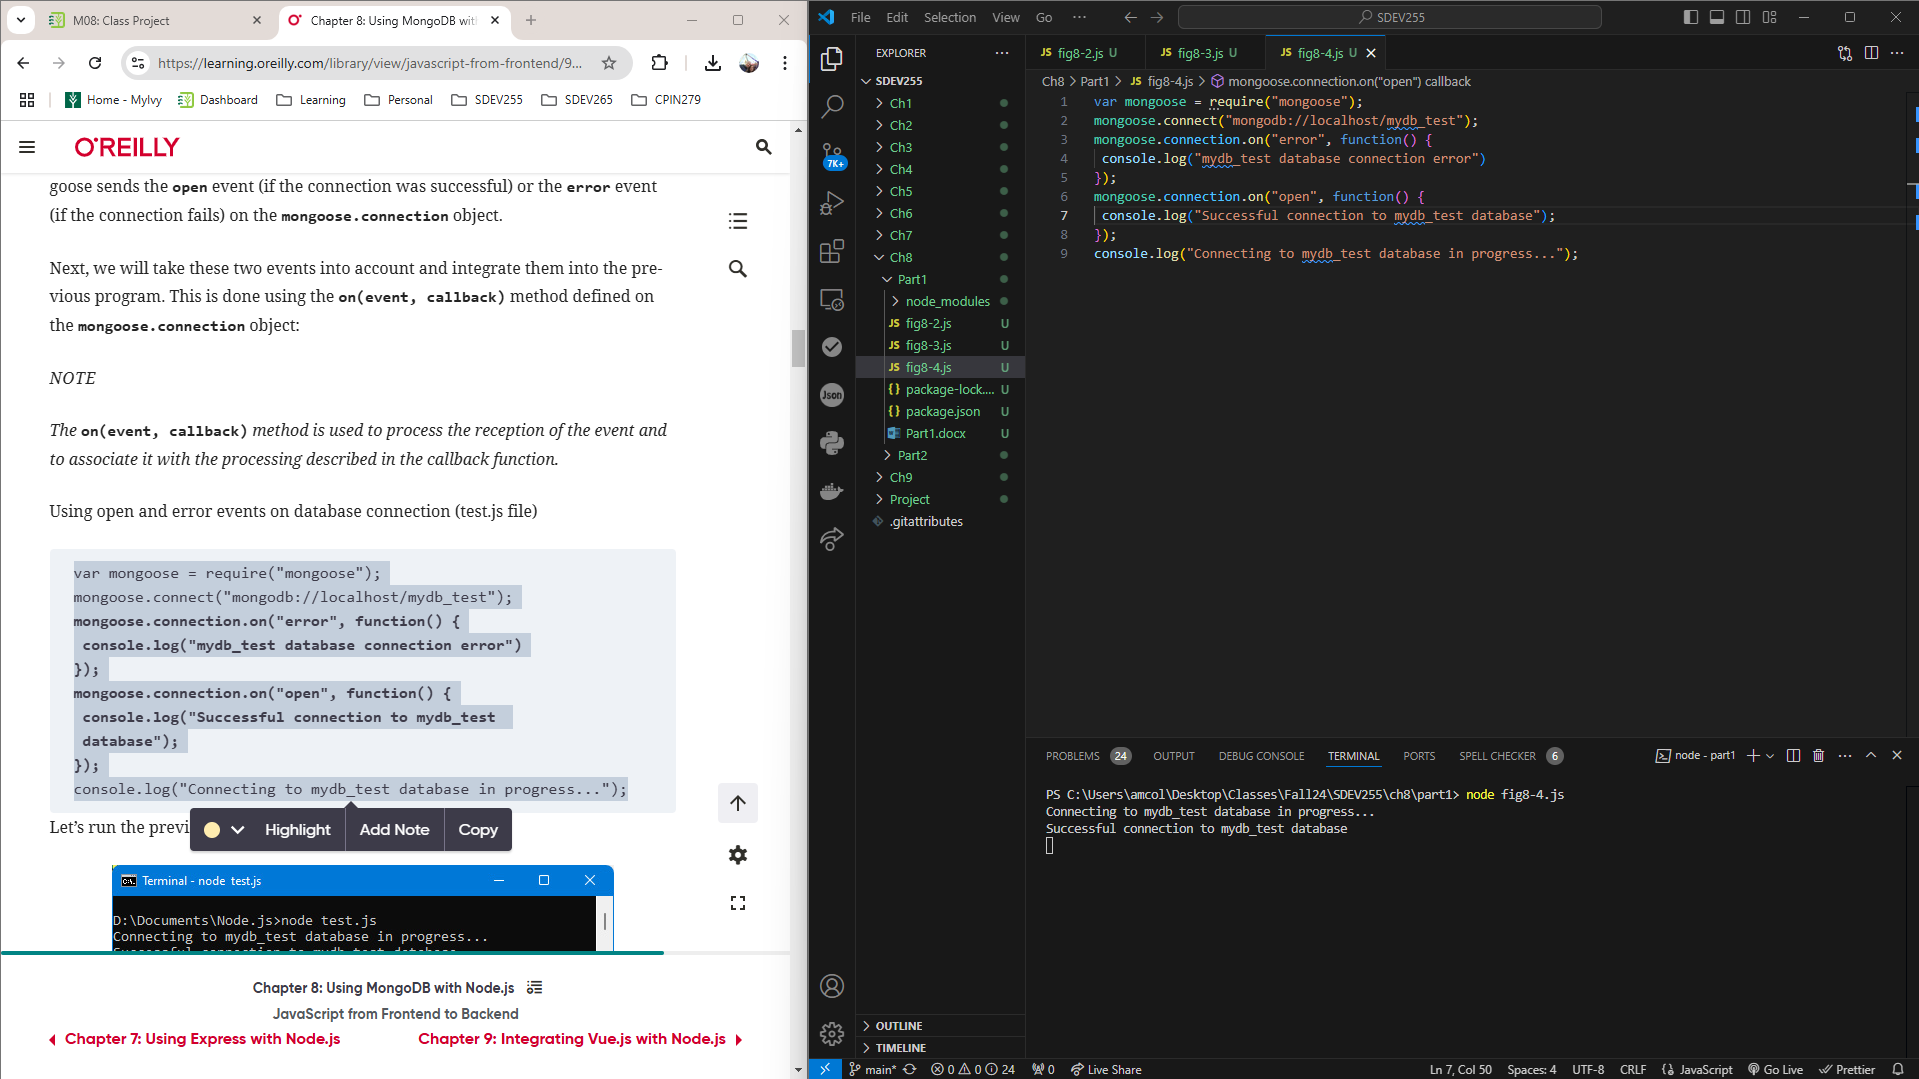 M08: Class Project
Chapter 8: Using MongoDB wit
https://learning.oreilly.com/library/view/javascript-from-frontend/9...
Home - MyIvy
Dashboard
Learning
Personal
SDEV255
SDEV265
CPIN279
O'REILLY
goose sends the open event (if the connection was successful) or the error event
(if the connection fails) on the mongoose.connection object.
Next, we will take these two events into account and integrate them into the pre-
vious program. This is done using the on(event, callback) method defined on
the mongoose.connection object:
NOTE
The on(event, callback) method is used to process the reception of the event and
to associate it with the processing described in the callback function.
Using open and error events on database connection (test.js file)
var mongoose = require("mongoose");
mongoose.connect("mongodb://localhost/mydb_test");
mongoose.connection.on("error", function() {
console.log("mydb_test database connection error")
});
mongoose.connection.on("open", function() {
console.log("Successful connection to mydb_test
database");
});
console.log("Connecting to mydb_test database in progress...");
Let's run the previ
Highlight
Add Note
Copy
C:\.
Terminal - node test.js
D:\Documents\Node.js>node test.js
Connecting to mydb_test database in progress...
Successful connection to mydb_test database
Chapter 8: Using MongoDB with Node.js
JavaScript from Frontend to Backend
Chapter 7: Using Express with Node.js
Chapter 9: Integrating Vue.js with Node.js
File Edit Selection View Go ...
SDEV255
7K+
Json
EXPLORER
SDEV255
Ch1
Ch2
Ch3
Ch4
Ch5
Ch6
Ch7
Ch8
Part1
node_modules
JS fig8-2.js U
JS fig8-3.js U
JS fig8-4.js U
{} package-lock.... U
{} package.json U
Part1.docx U
Part2
Ch9
Project
.gitattributes
OUTLINE
TIMELINE
JS fig8-2.js U
JS fig8-3.js U
JS fig8-4.js U
Ch8 > Part1 > JS fig8-4.js > mongoose.connection.on("open") callback
1 var mongoose = require("mongoose");
2 mongoose.connect("mongodb://localhost/mydb_test");
3 mongoose.connection.on("error", function() {
4 console.log("mydb_test database connection error")
5 });
6 mongoose.connection.on("open", function() {
7 console.log("Successful connection to mydb_test database");
8 });
9 console.log("Connecting to mydb_test database in progress...");
PROBLEMS 24
OUTPUT
DEBUG CONSOLE
TERMINAL
PORTS
SPELL CHECKER 6
node - part1
PS C:\Users\amcol\Desktop\Classes\Fall24\SDEV255\ch8\part1> node fig8-4.js
Connecting to mydb_test database in progress...
Successful connection to mydb_test database
main*
0 0 24
0
Live Share
Ln 7, Col 50
Spaces: 4
UTF-8
CRLF
{} JavaScript
Go Live
Prettier